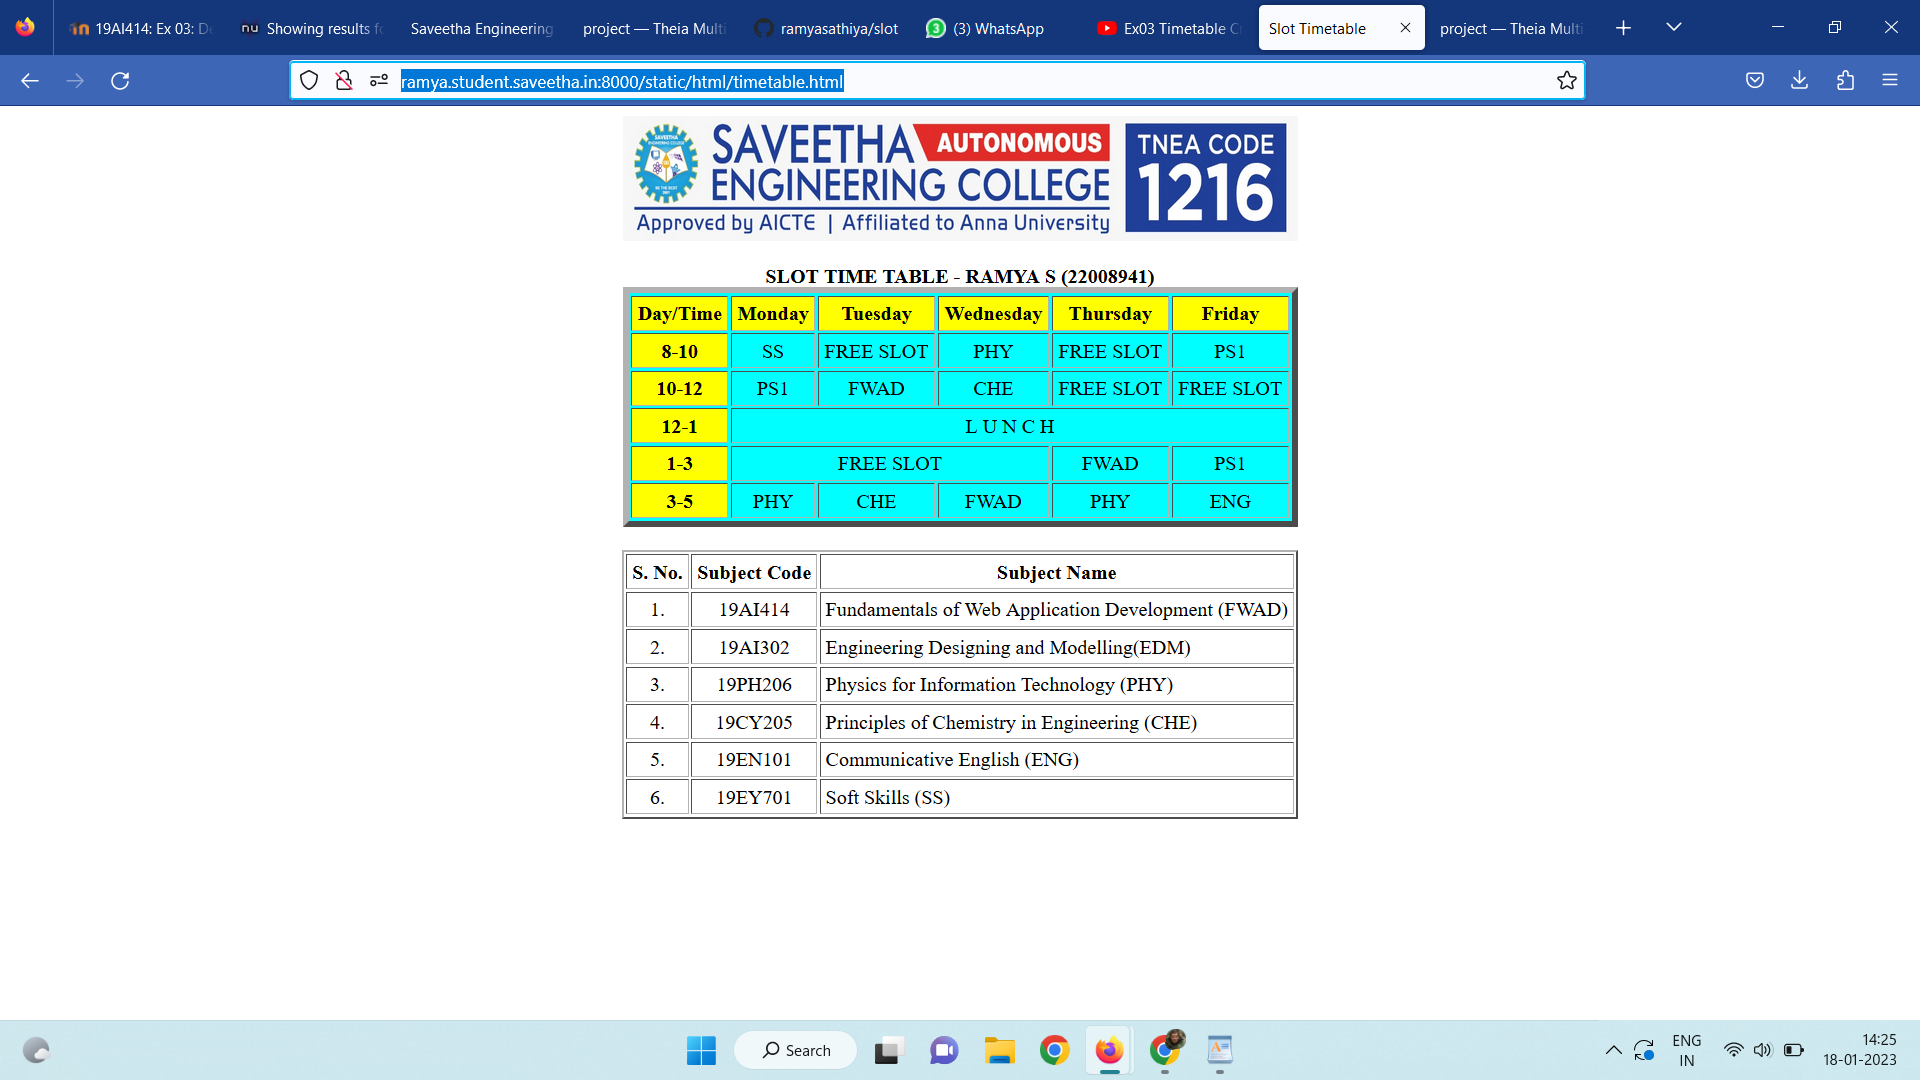 19AI414: Ex 03: De
Showing results fo
Saveetha Engineering
project — Theia Multi
ramyasathiya/slot
(3) WhatsApp
Ex03 Timetable C
Slot Timetable
project — Theia Multi
ramya.student.saveetha.in:8000/static/html/timetable.html
SAVEETHA AUTONOMOUS
ENGINEERING COLLEGE
Approved by AICTE | Affiliated to Anna University
TNEA CODE
1216
SLOT TIME TABLE - RAMYA S (22008941)
Day/Time Monday Tuesday Wednesday Thursday Friday
8-10 SS FREE SLOT PHY FREE SLOT PS1
10-12 PS1 FWAD CHE FREE SLOT FREE SLOT
12-1 L U N C H
1-3 FREE SLOT FWAD PS1
3-5 PHY CHE FWAD PHY ENG
S. No. Subject Code Subject Name
1. 19AI414 Fundamentals of Web Application Development (FWAD)
2. 19AI302 Engineering Designing and Modelling(EDM)
3. 19PH206 Physics for Information Technology (PHY)
4. 19CY205 Principles of Chemistry in Engineering (CHE)
5. 19EN101 Communicative English (ENG)
6. 19EY701 Soft Skills (SS)
Search
ENG
IN
14:25
18-01-2023